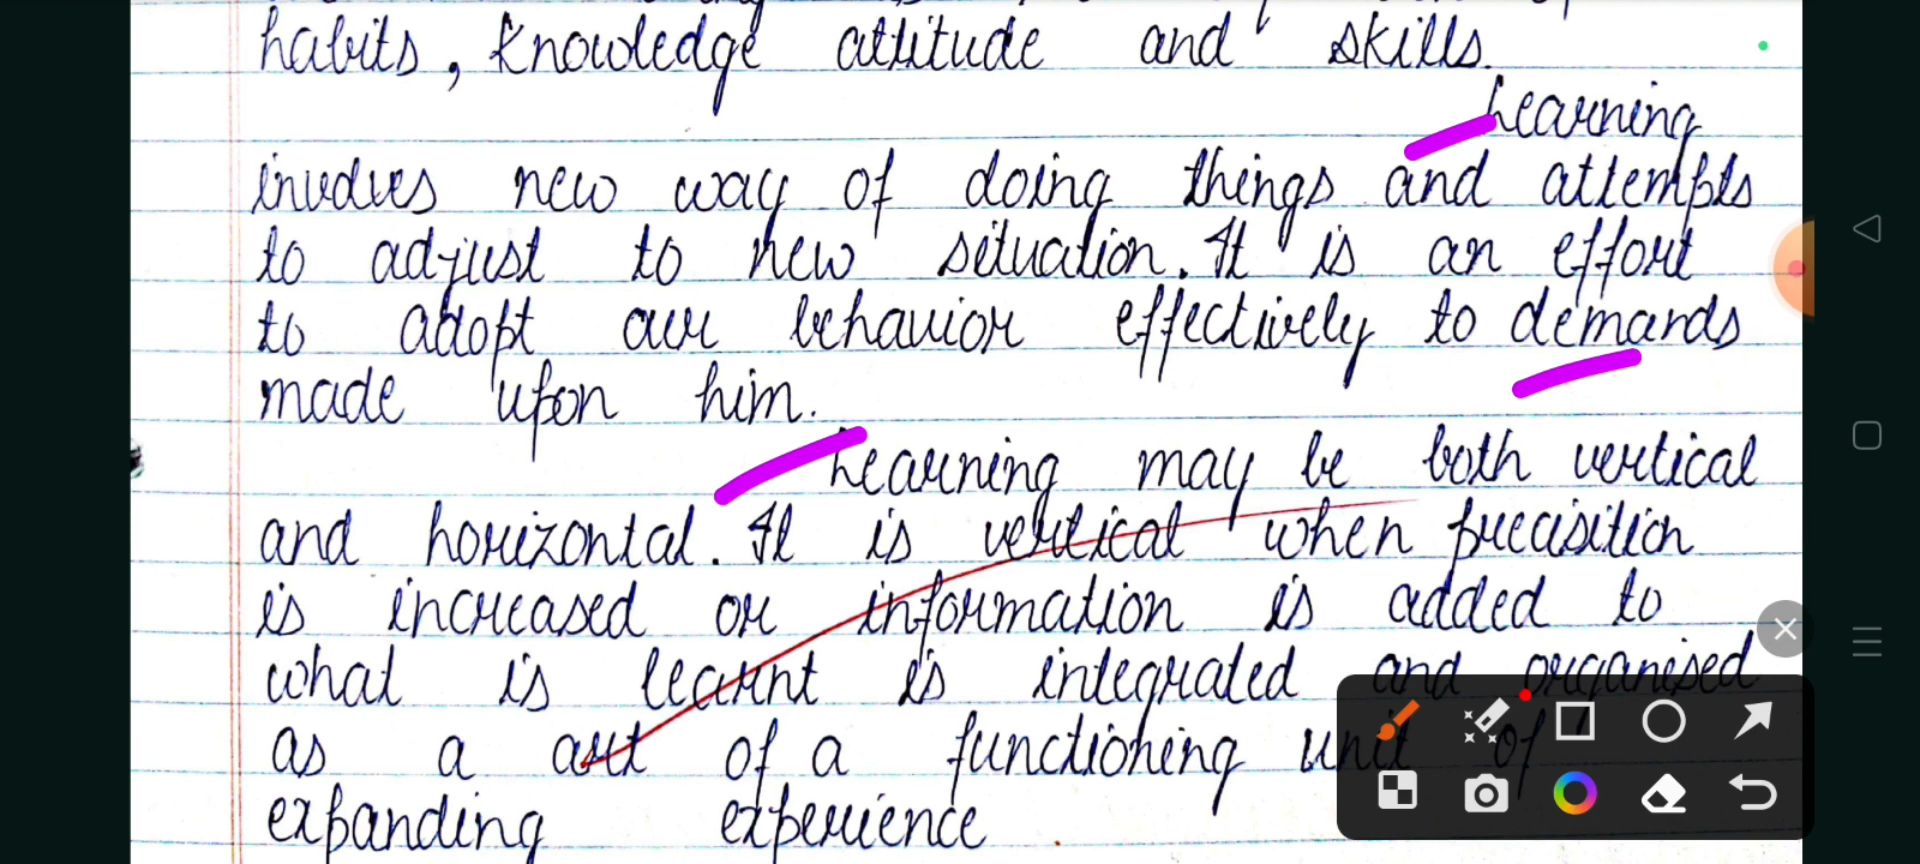 habits, knowledge attitude and skills.
Learning
involves new way of doing things and attempts
to adjust to new situation. It is an effort
to adopt our behavior effectively to demands
made upon him.
Learning may be both vertical
and horizontal. It is vertical when precisition
is increased or information is added to
what is learnt is integrated and organised
as a art of a functioning unit of
expanding experience